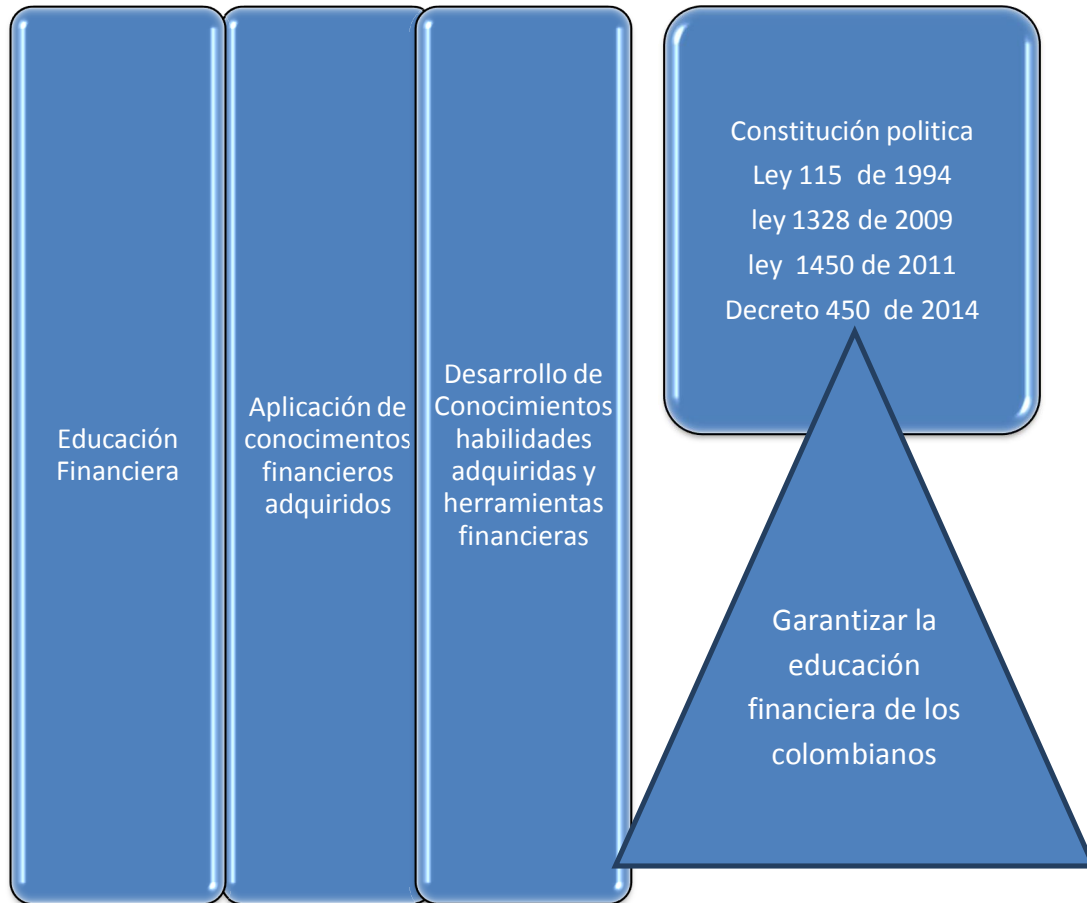 Educación
Financiera
Aplicación de
conocimentos
financieros
adquiridos
Desarrollo de
Conocimientos
habilidades
adquiridas y
herramientas
financieras
Constitución politica
Ley 115 de 1994
ley 1328 de 2009
ley 1450 de 2011
Decreto 450 de 2014
Garantizar la
educación
financiera de los
colombianos